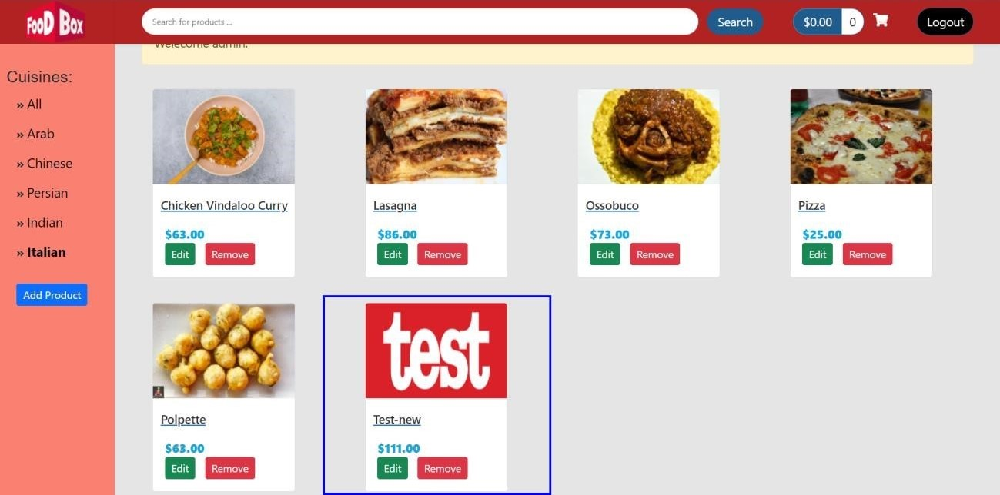 FooD Box
Search for products ...
Search
$0.00 0
Logout
Welcome admin.
Cuisines:
» All
» Arab
» Chinese
» Persian
» Indian
» Italian
Add Product
Chicken Vindaloo Curry
$63.00
Edit Remove
Lasagna
$86.00
Edit Remove
Ossobuco
$73.00
Edit Remove
Pizza
$25.00
Edit Remove
Polpette
$63.00
Edit Remove
test
Test-new
$111.00
Edit Remove